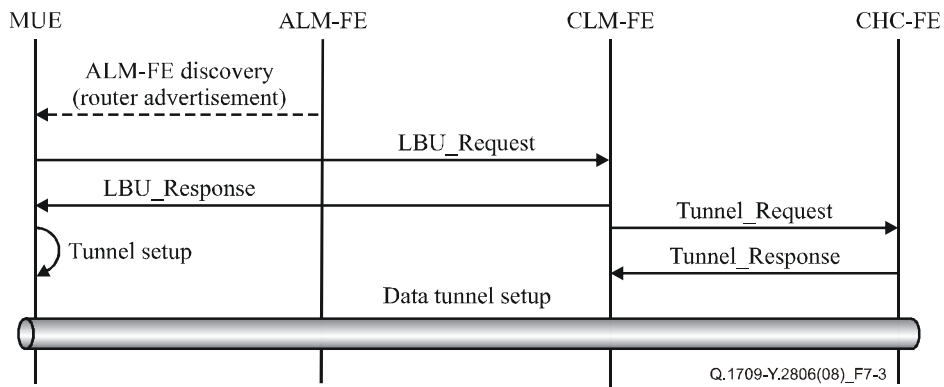 MUE ALM-FE CLM-FE CHC-FE
ALM-FE discovery
(router advertisement)
LBU_Request
LBU_Response
Tunnel_Request
Tunnel setup
Tunnel_Response
Data tunnel setup
Q.1709-Y.2806(08)_F7-3